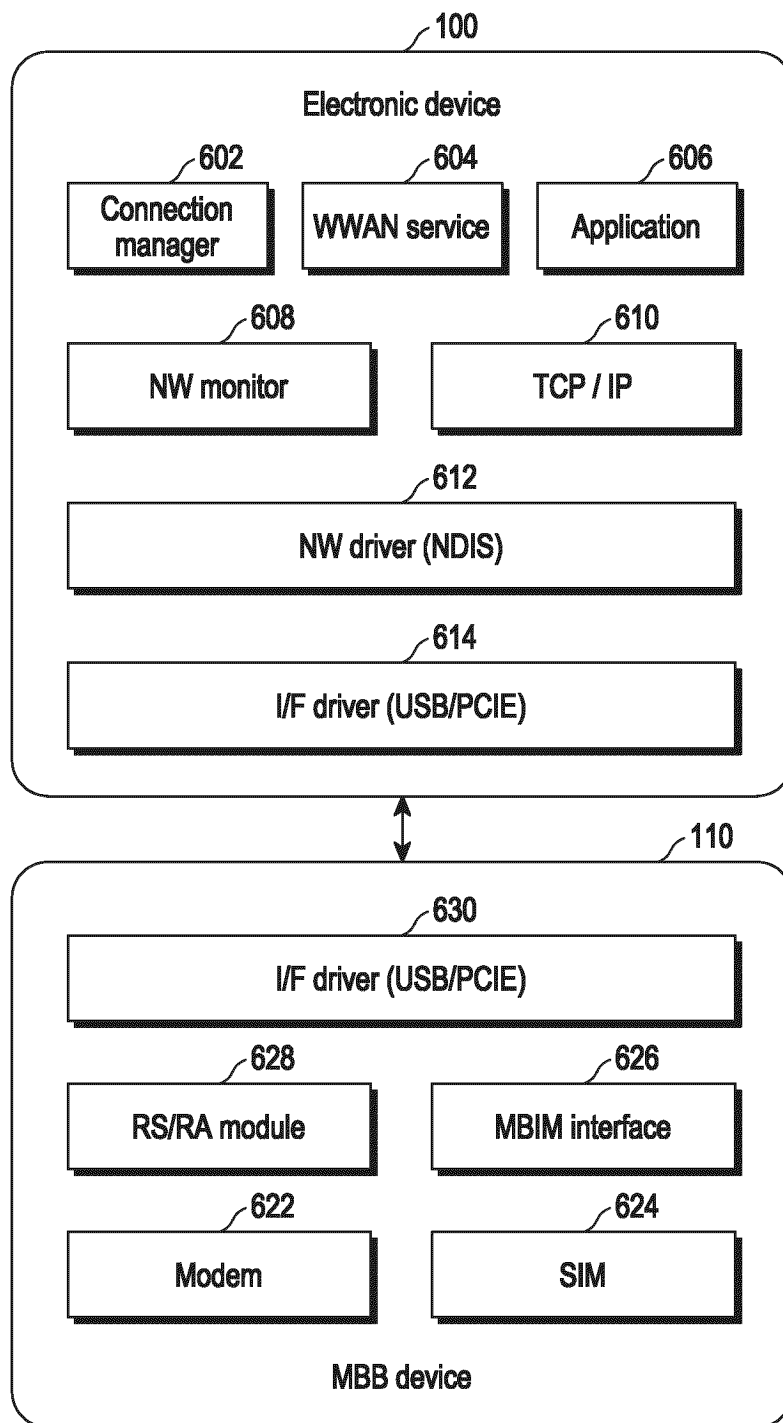 100
Electronic device
602 604 606
Connection manager
WWAN service
Application
608 610
NW monitor
TCP / IP
612
NW driver (NDIS)
614
I/F driver (USB/PCIE)
110
630
I/F driver (USB/PCIE)
628 626
RS/RA module
MBIM interface
622 624
Modem
SIM
MBB device